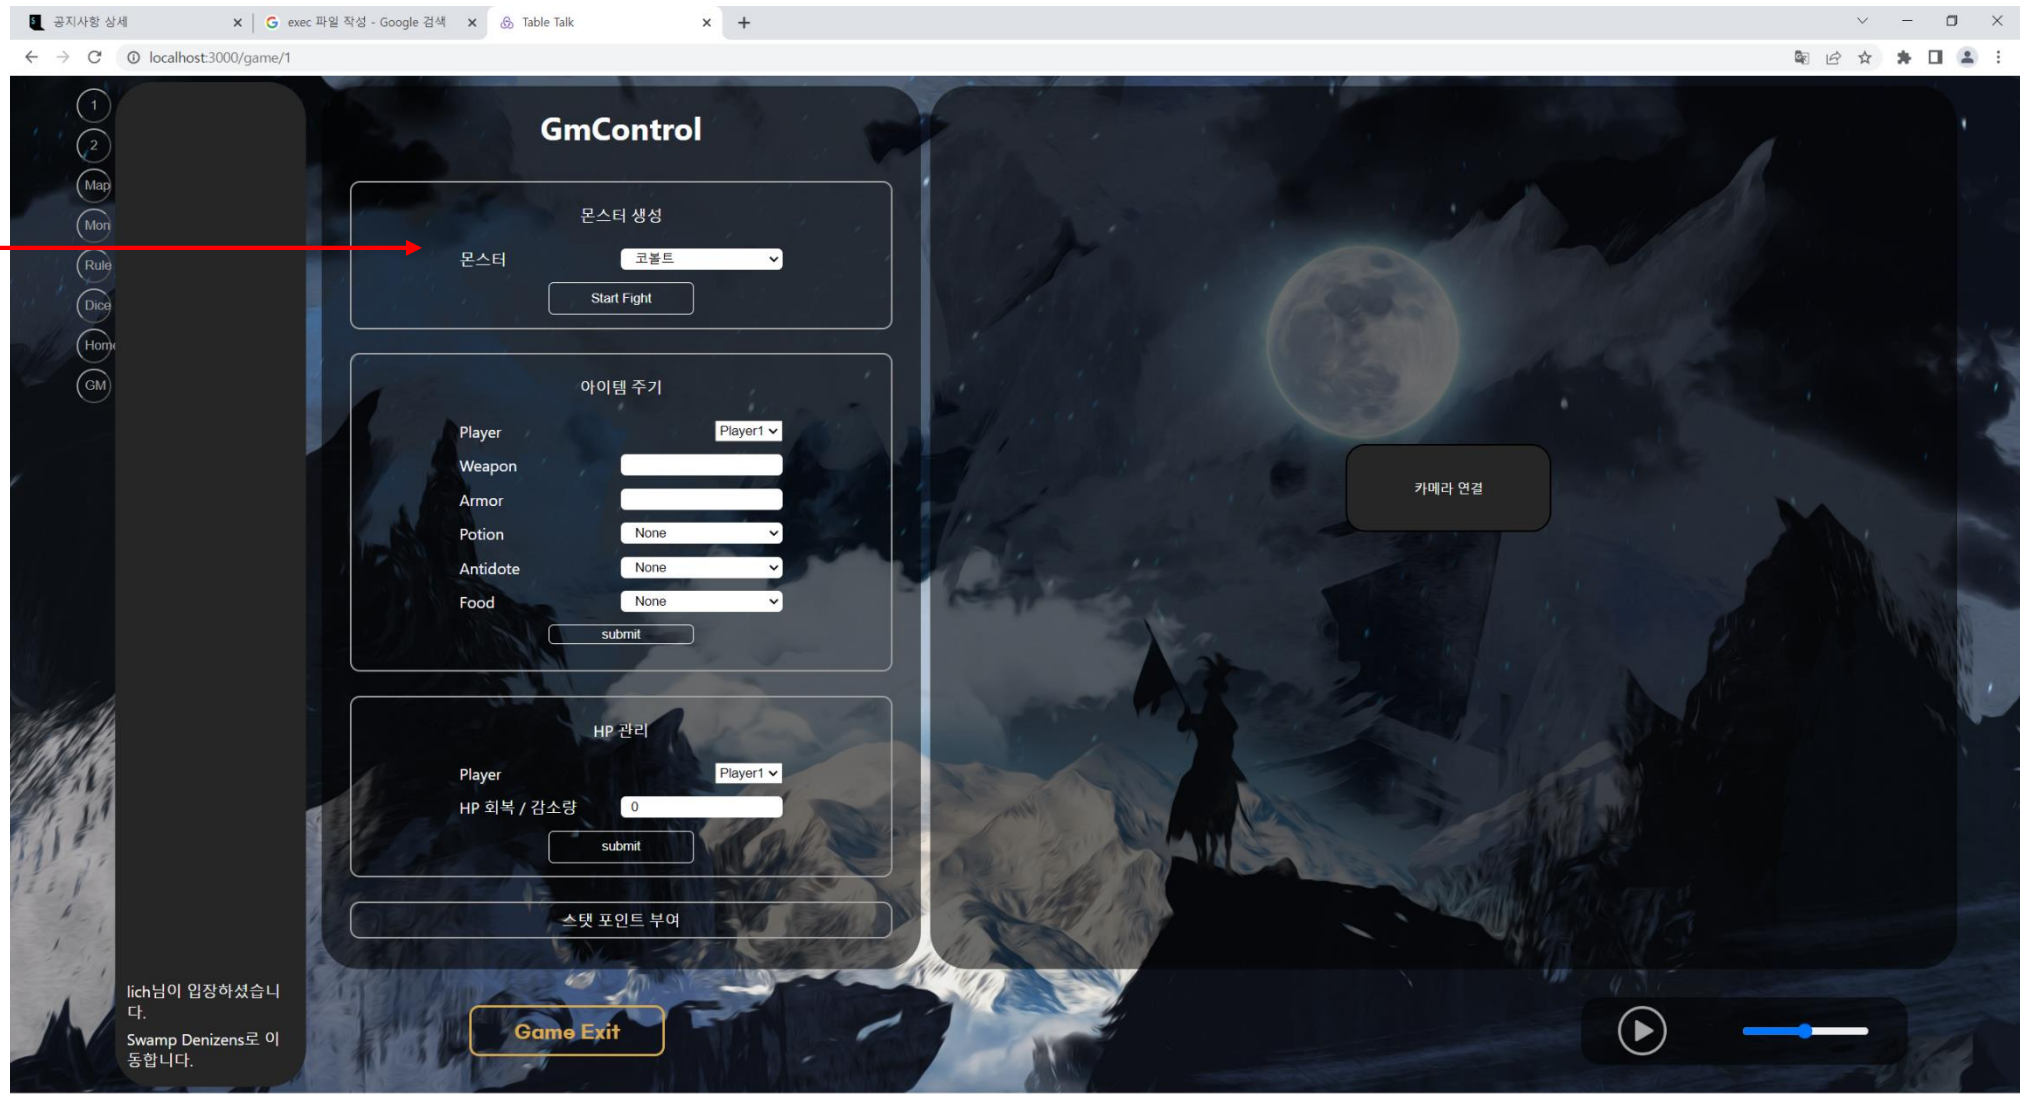 공지사항 상세
exec 파일 작성 - Google 검색
Table Talk
localhost:3000/game/1
1
2
Map
Mon
Rule
Dice
Home
GM
lich님이 입장하셨습니
다.
Swamp Denizens로 이
동합니다.
GmControl
몬스터 생성
몬스터 코볼트
Start Fight
아이템 주기
Player Player1
Weapon
Armor
Potion None
Antidote None
Food None
submit
HP 관리
Player Player1
HP 회복 / 감소량 0
submit
스탯 포인트 부여
Game Exit
카메라 연결